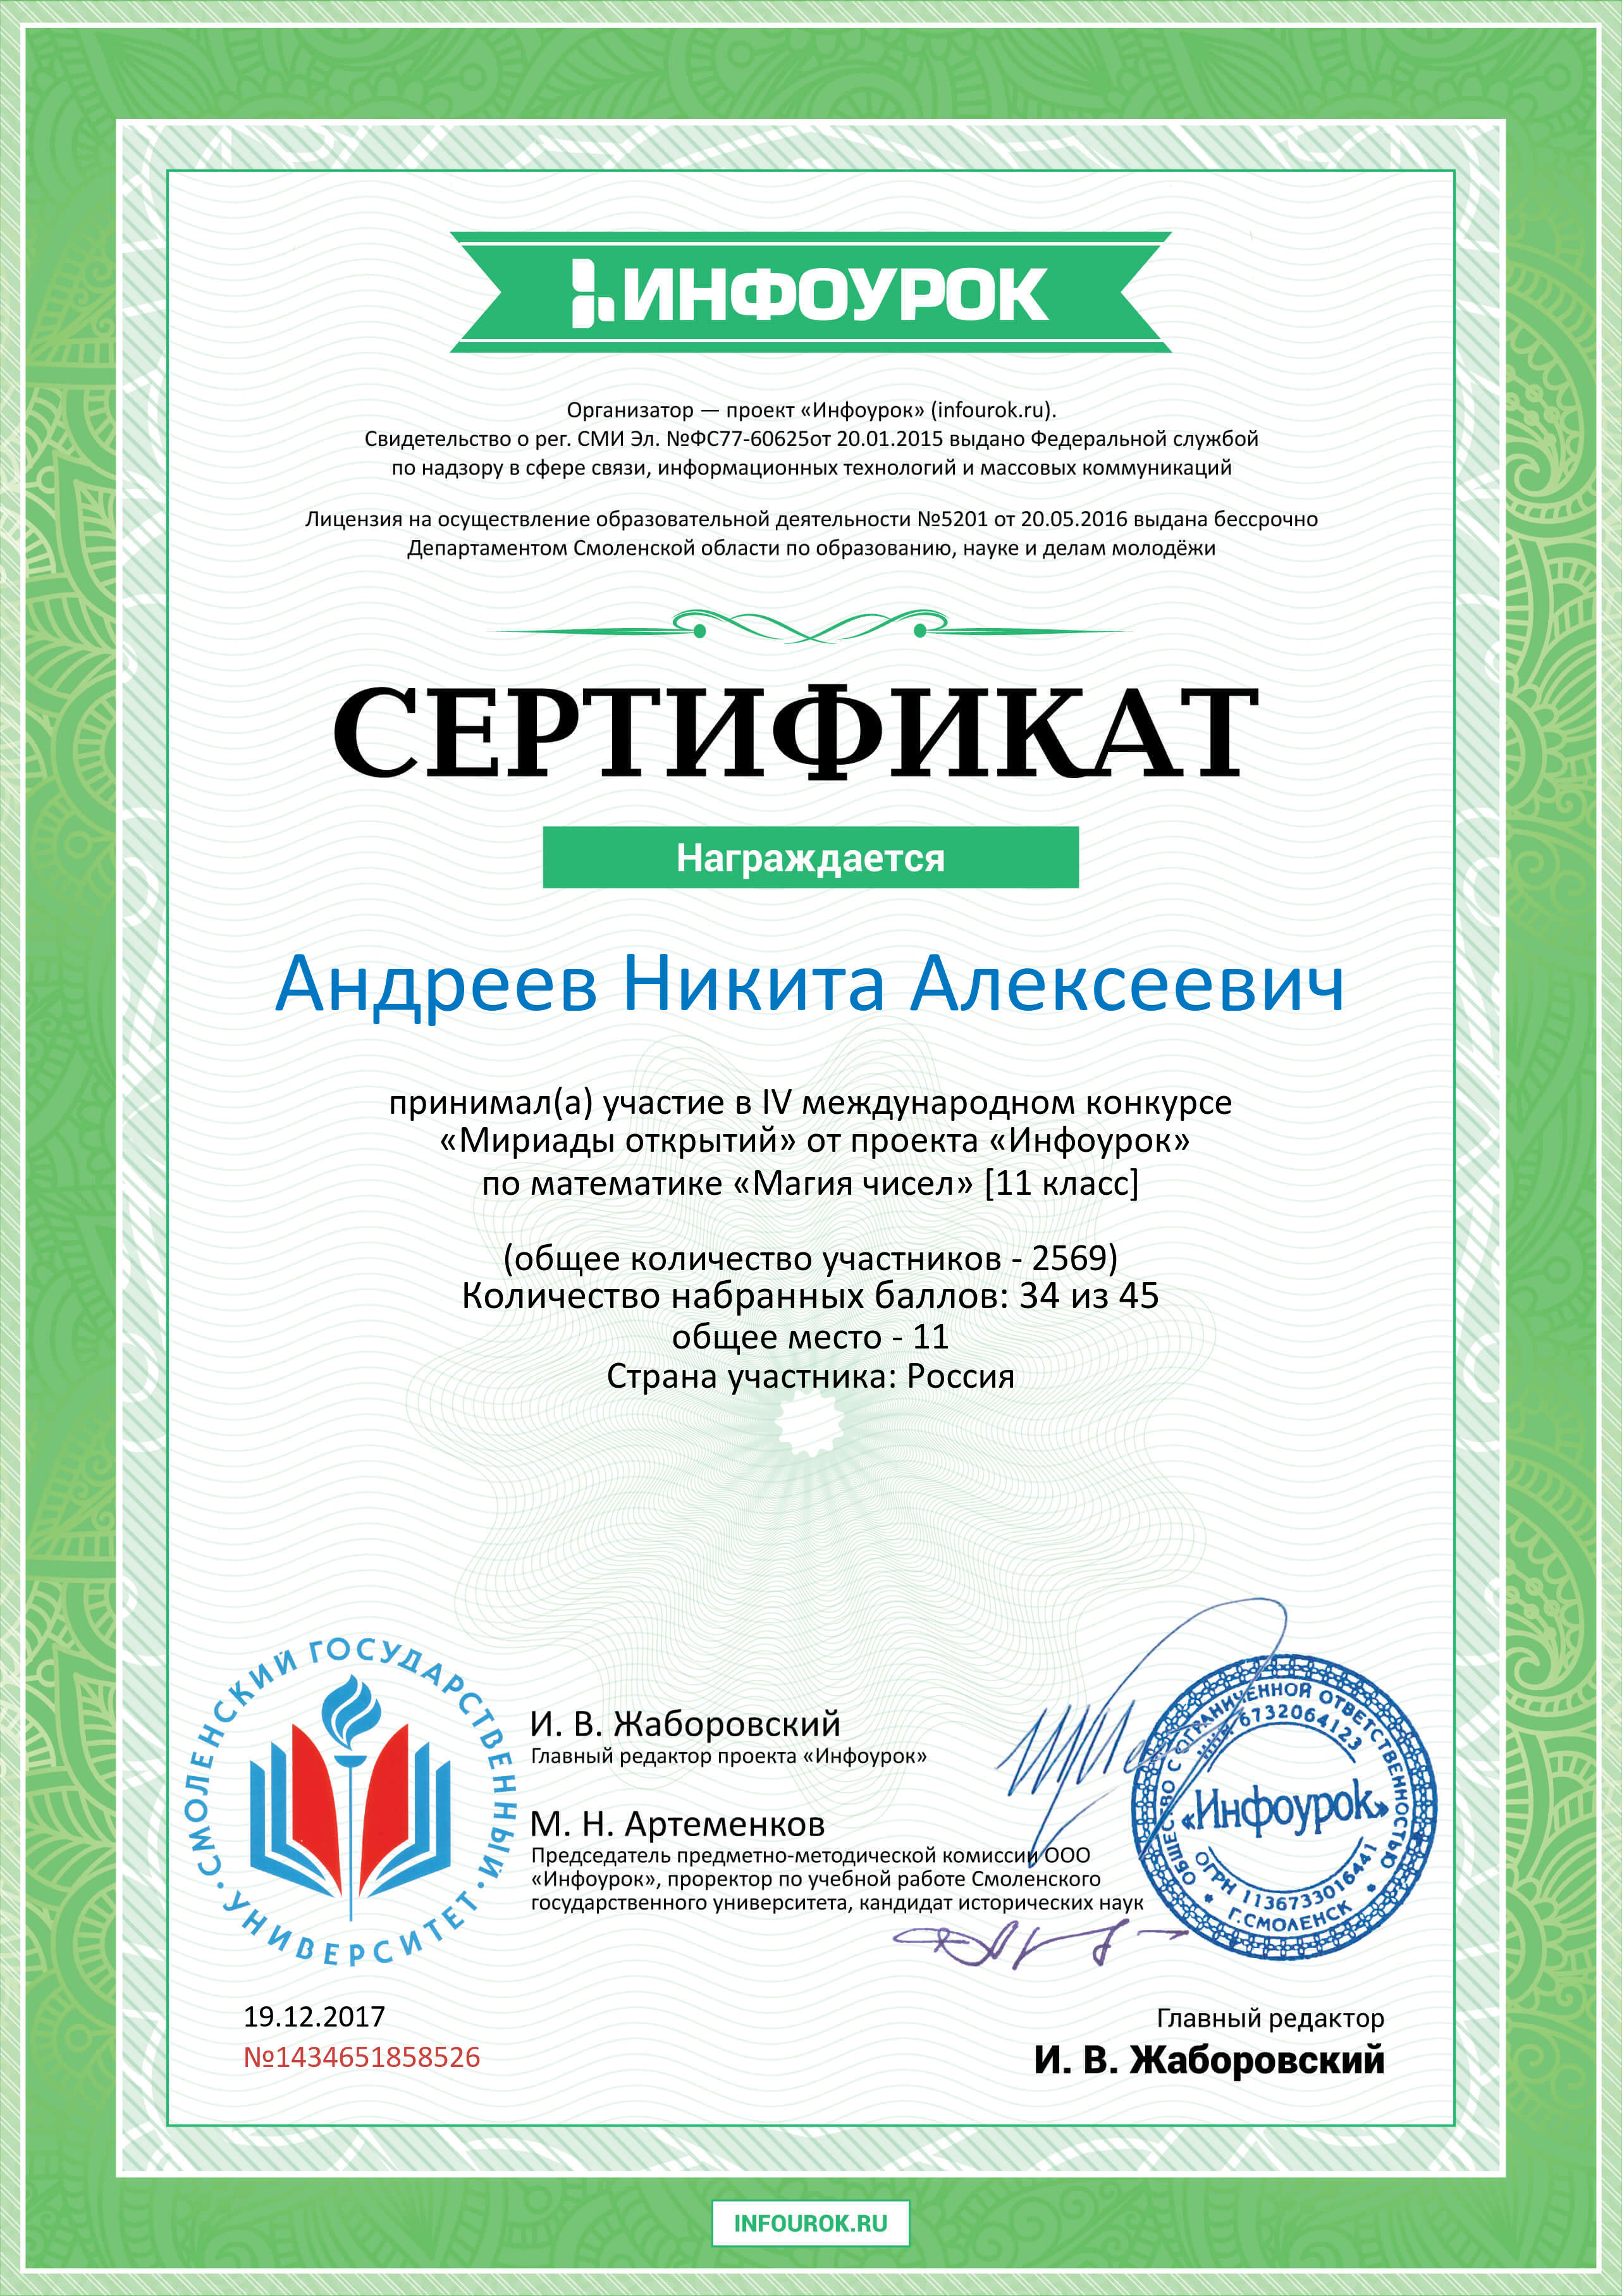 ИНФОУРОК
Организатор — проект «Инфоурок» (infourok.ru).
Свидетельство о рег. СМИ Эл. №ФС77-60625от 20.01.2015 выдано Федеральной службой
по надзору в сфере связи, информационных технологий и массовых коммуникаций
Лицензия на осуществление образовательной деятельности №5201 от 20.05.2016 выдана бессрочно
Департаментом Смоленской области по образованию, науке и делам молодёжи
СЕРТИФИКАТ
Награждается
Андреев Никита Алексеевич
принимал(а) участие в IV международном конкурсе
«Мириады открытий» от проекта «Инфоурок»
по математике «Магия чисел» [11 класс]
(общее количество участников - 2569)
Количество набранных баллов: 34 из 45
общее место - 11
Страна участника: Россия
СМОЛЕНСКИЙ ГОСУДАРСТВЕННЫЙ
• УНИВЕРСИТЕТ •
И. В. Жаборовский
Главный редактор проекта «Инфоурок»
М. Н. Артеменков
Председатель предметно-методической комиссии ООО
«Инфоурок», проректор по учебной работе Смоленского
государственного университета, кандидат исторических наук
ОБЩЕСТВО С ОГРАНИЧЕННОЙ ОТВЕТСТВЕННОСТЬЮ
ИНН 6732064123
«Инфоурок»
ОГРН 1136733016441
Г.СМОЛЕНСК
19.12.2017
№1434651858526
Главный редактор
И. В. Жаборовский
INFOUROK.RU